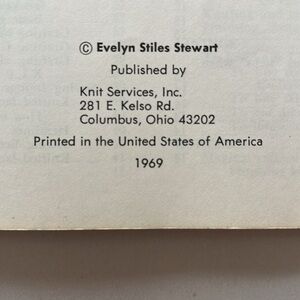 © Evelyn Stiles Stewart
Published by
Knit Services, Inc.
281 E. Kelso Rd.
Columbus, Ohio 43202
Printed in the United States of America
1969